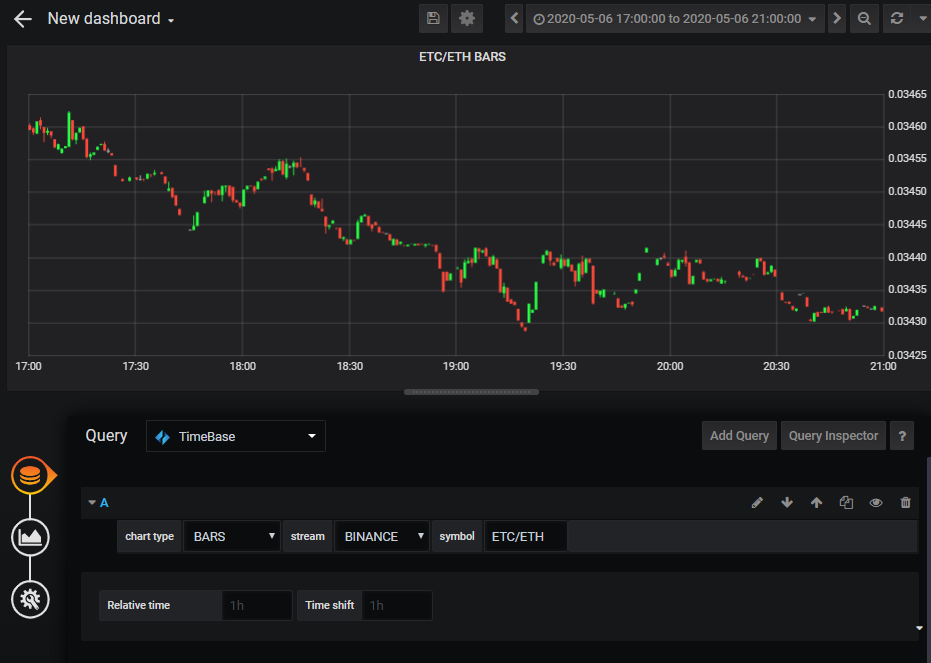 New dashboard
2020-05-06 17:00:00 to 2020-05-06 21:00:00
ETC/ETH BARS
0.03465
0.03460
0.03455
0.03450
0.03445
0.03440
0.03435
0.03430
0.03425
17:00 17:30 18:00 18:30 19:00 19:30 20:00 20:30 21:00
Query TimeBase Add Query Query Inspector ?
A
chart type BARS stream BINANCE symbol ETC/ETH
Relative time 1h Time shift 1h